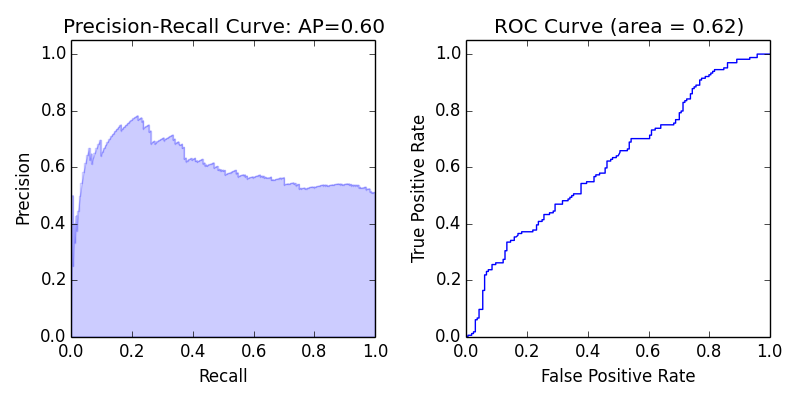 Precision-Recall Curve: AP=0.60
1.0
0.8
0.6
0.4
0.2
0.0
Precision
0.0 0.2 0.4 0.6 0.8 1.0
Recall
ROC Curve (area = 0.62)
1.0
0.8
0.6
0.4
0.2
0.0
True Positive Rate
0.0 0.2 0.4 0.6 0.8 1.0
False Positive Rate